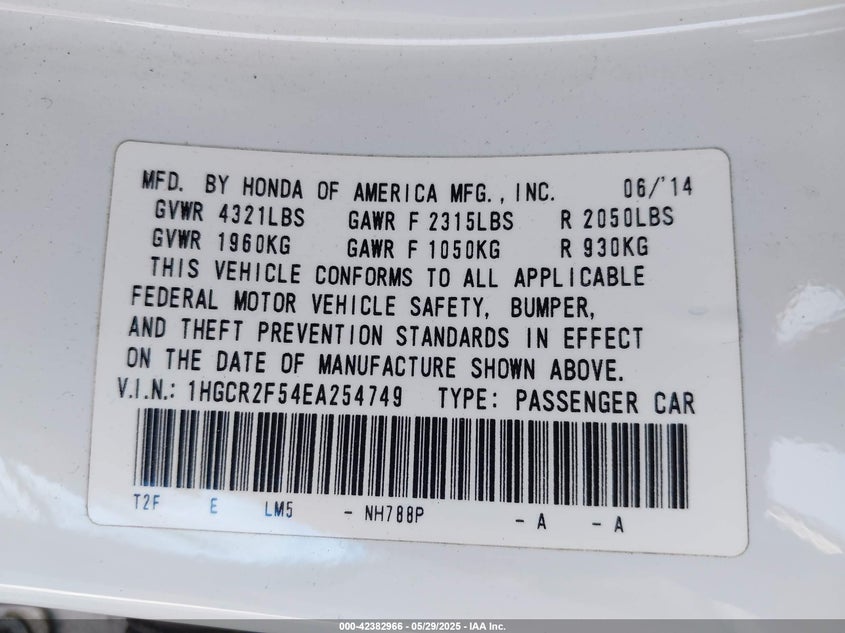 MFD. BY HONDA OF AMERICA MFG., INC. 06/'14
GVWR 4321LBS GAWR F 2315LBS R 2050LBS
GVWR 1960KG GAWR F 1050KG R 930KG
THIS VEHICLE CONFORMS TO ALL APPLICABLE
FEDERAL MOTOR VEHICLE SAFETY, BUMPER,
AND THEFT PREVENTION STANDARDS IN EFFECT
ON THE DATE OF MANUFACTURE SHOWN ABOVE.
V.I.N.: 1HGCR2F54EA254749 TYPE: PASSENGER CAR
T2F E LM5 - NH788P - A - A
000-42382966 - 05/29/2025 - IAA Inc.